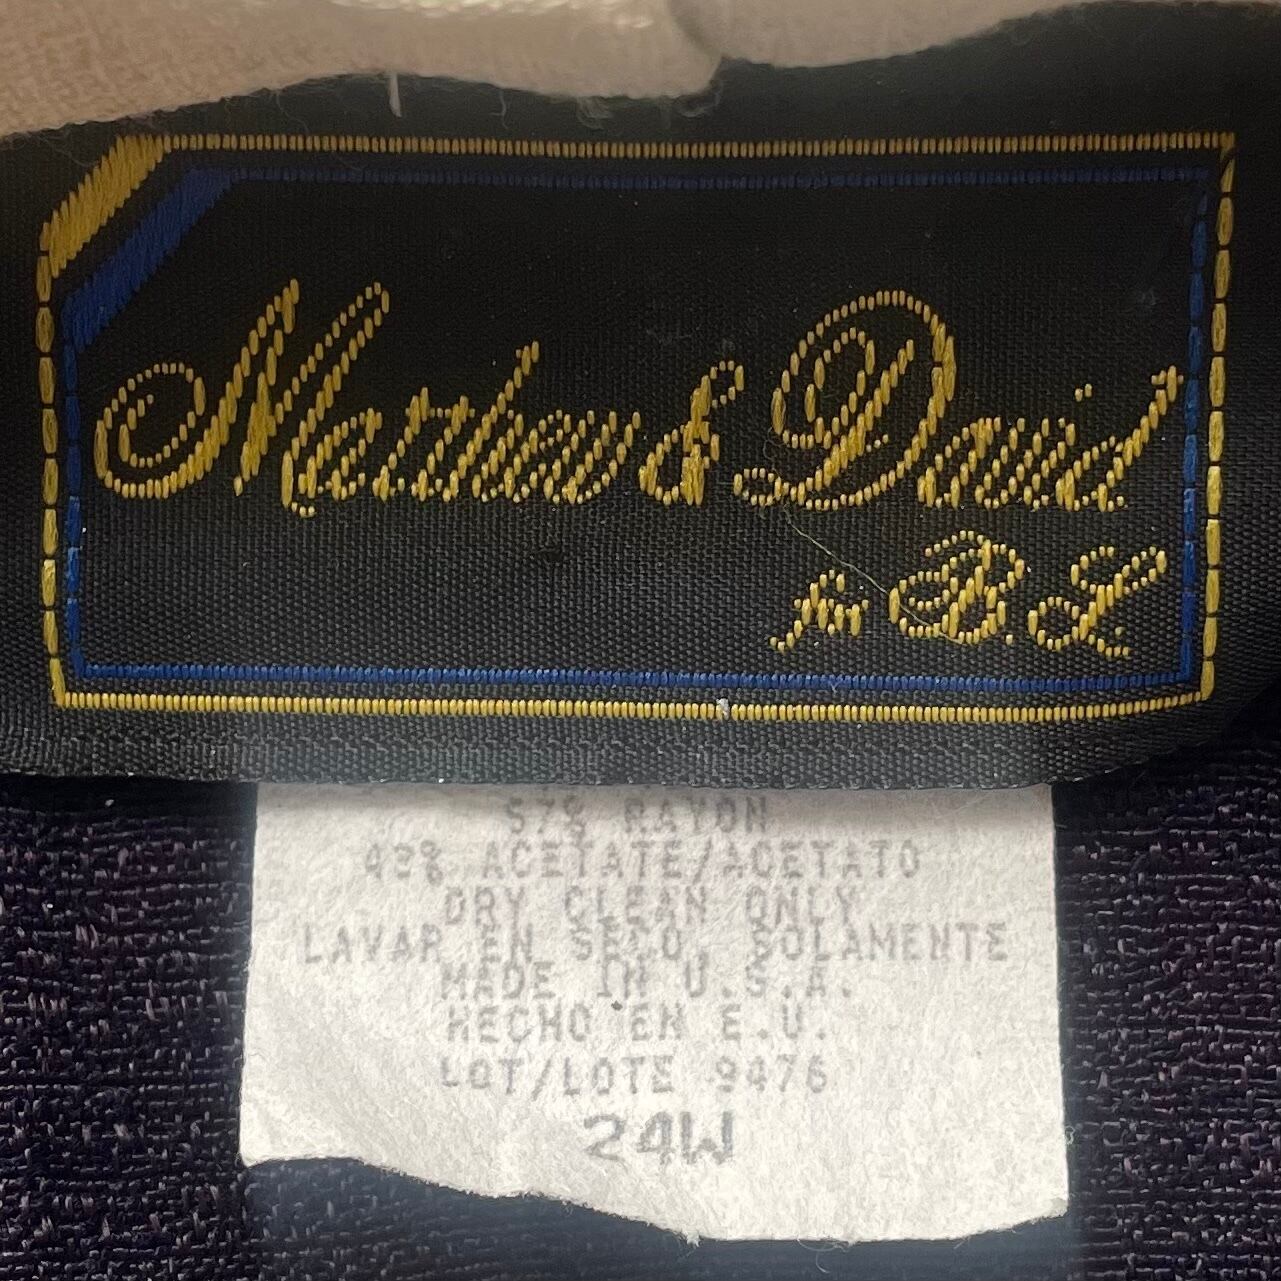 Matthew & David
for B.L.
57% RAYON
43% ACETATE/ACETATO
DRY CLEAN ONLY
LAVAR EN SECO. SOLAMENTE
MADE IN U.S.A.
HECHO EN E.U.
LOT/LOTE 9476
24W